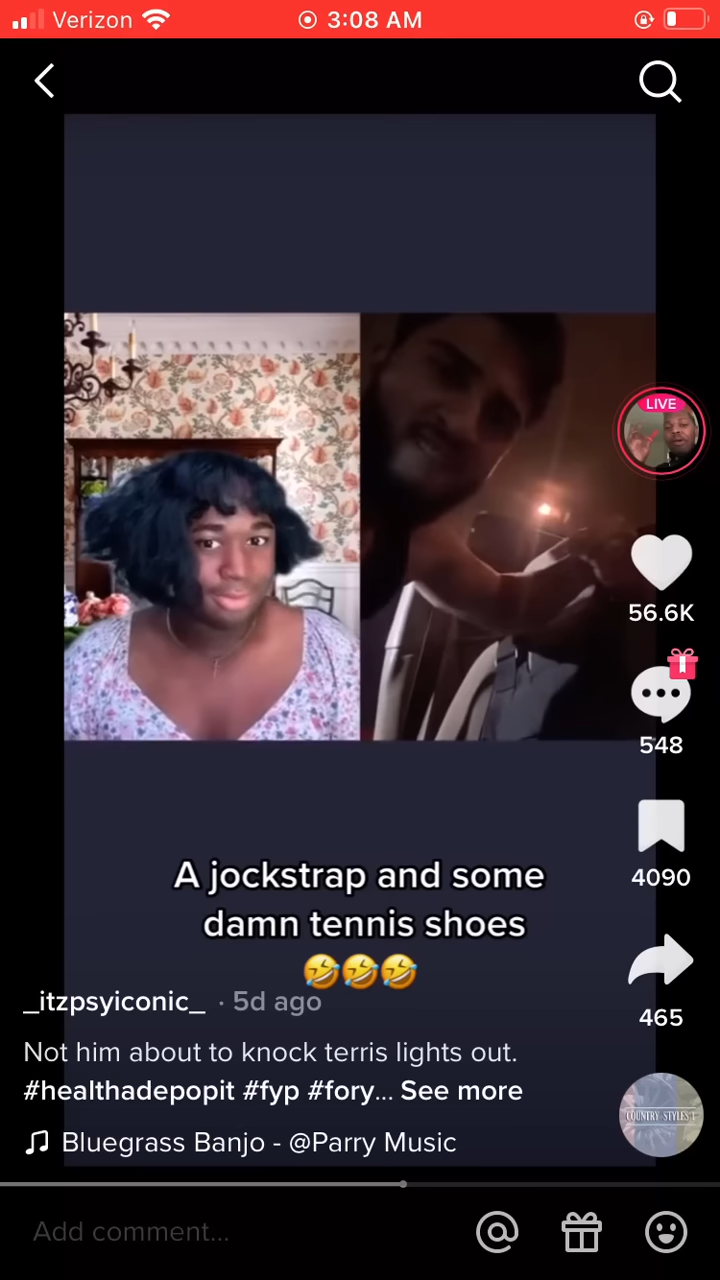 Verizon 3:08 AM
LIVE
56.6K
548
4090
465
A jockstrap and some
damn tennis shoes
🤣🤣🤣
_itzpsyiconic_ · 5d ago
Not him about to knock terris lights out.
#healthadepopit #fyp #fory... See more
COUNTRY STYLES 1
Bluegrass Banjo - @Parry Music
Add comment...